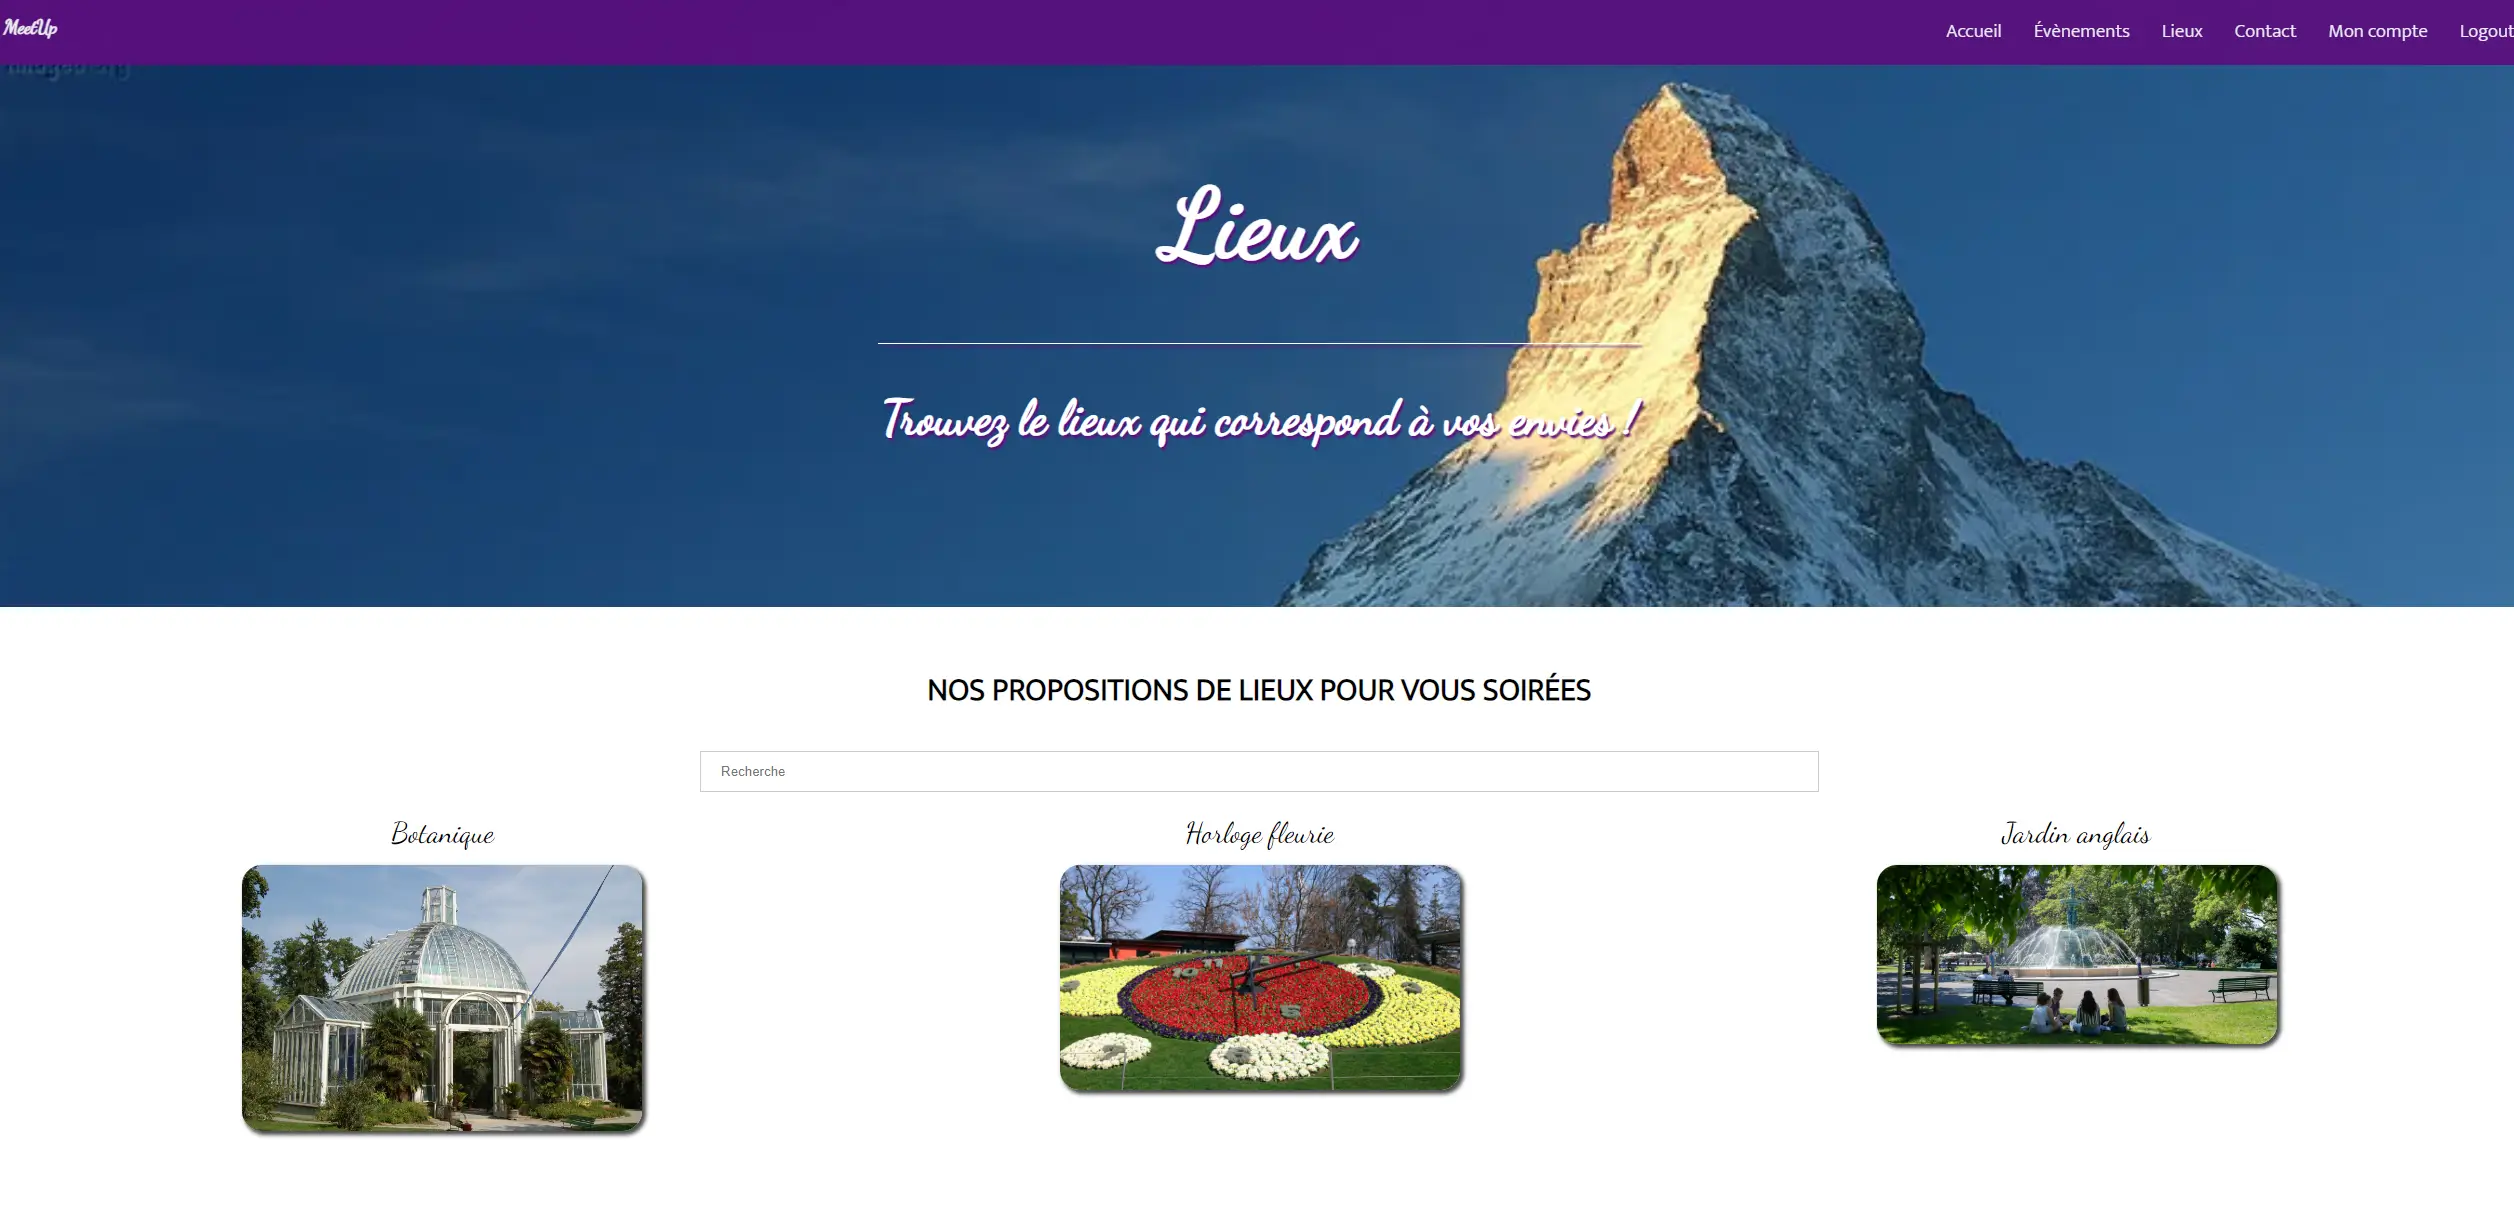 MeetUp
Accueil Évènements Lieux Contact Mon compte Logout
Lieux
Trouvez le lieux qui correspond à vos envies !
NOS PROPOSITIONS DE LIEUX POUR VOUS SOIRÉES
Recherche
Botanique Horloge fleurie Jardin anglais